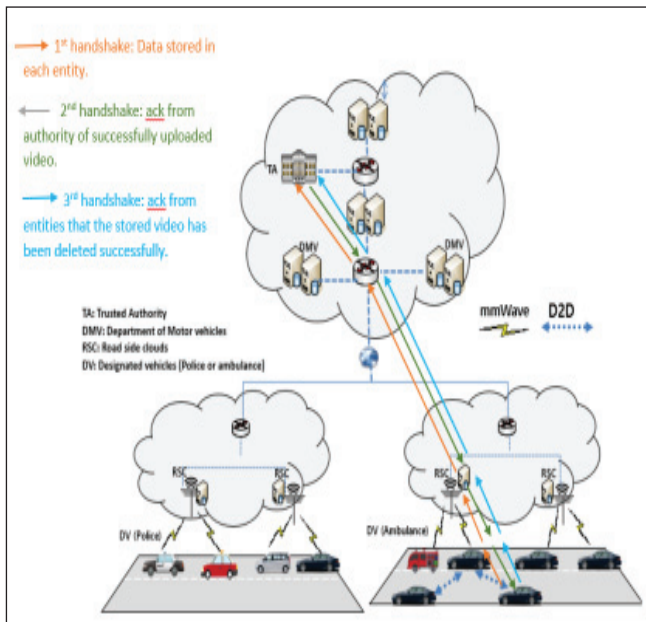 1st handshake: Data stored in
each entity.
2nd handshake: ack from
authority of successfully uploaded
video.
3rd handshake: ack from
entities that the stored video has
been deleted successfully.
TA
DMV
DMV
TA: Trusted Authority
DMV: Department of Motor vehicles
RSC: Road side clouds
DV: Designated vehicles [Police or ambulance]
mmWave
D2D
RSC
RSC
RSC
RSC
DV (Police)
DV (Ambulance)